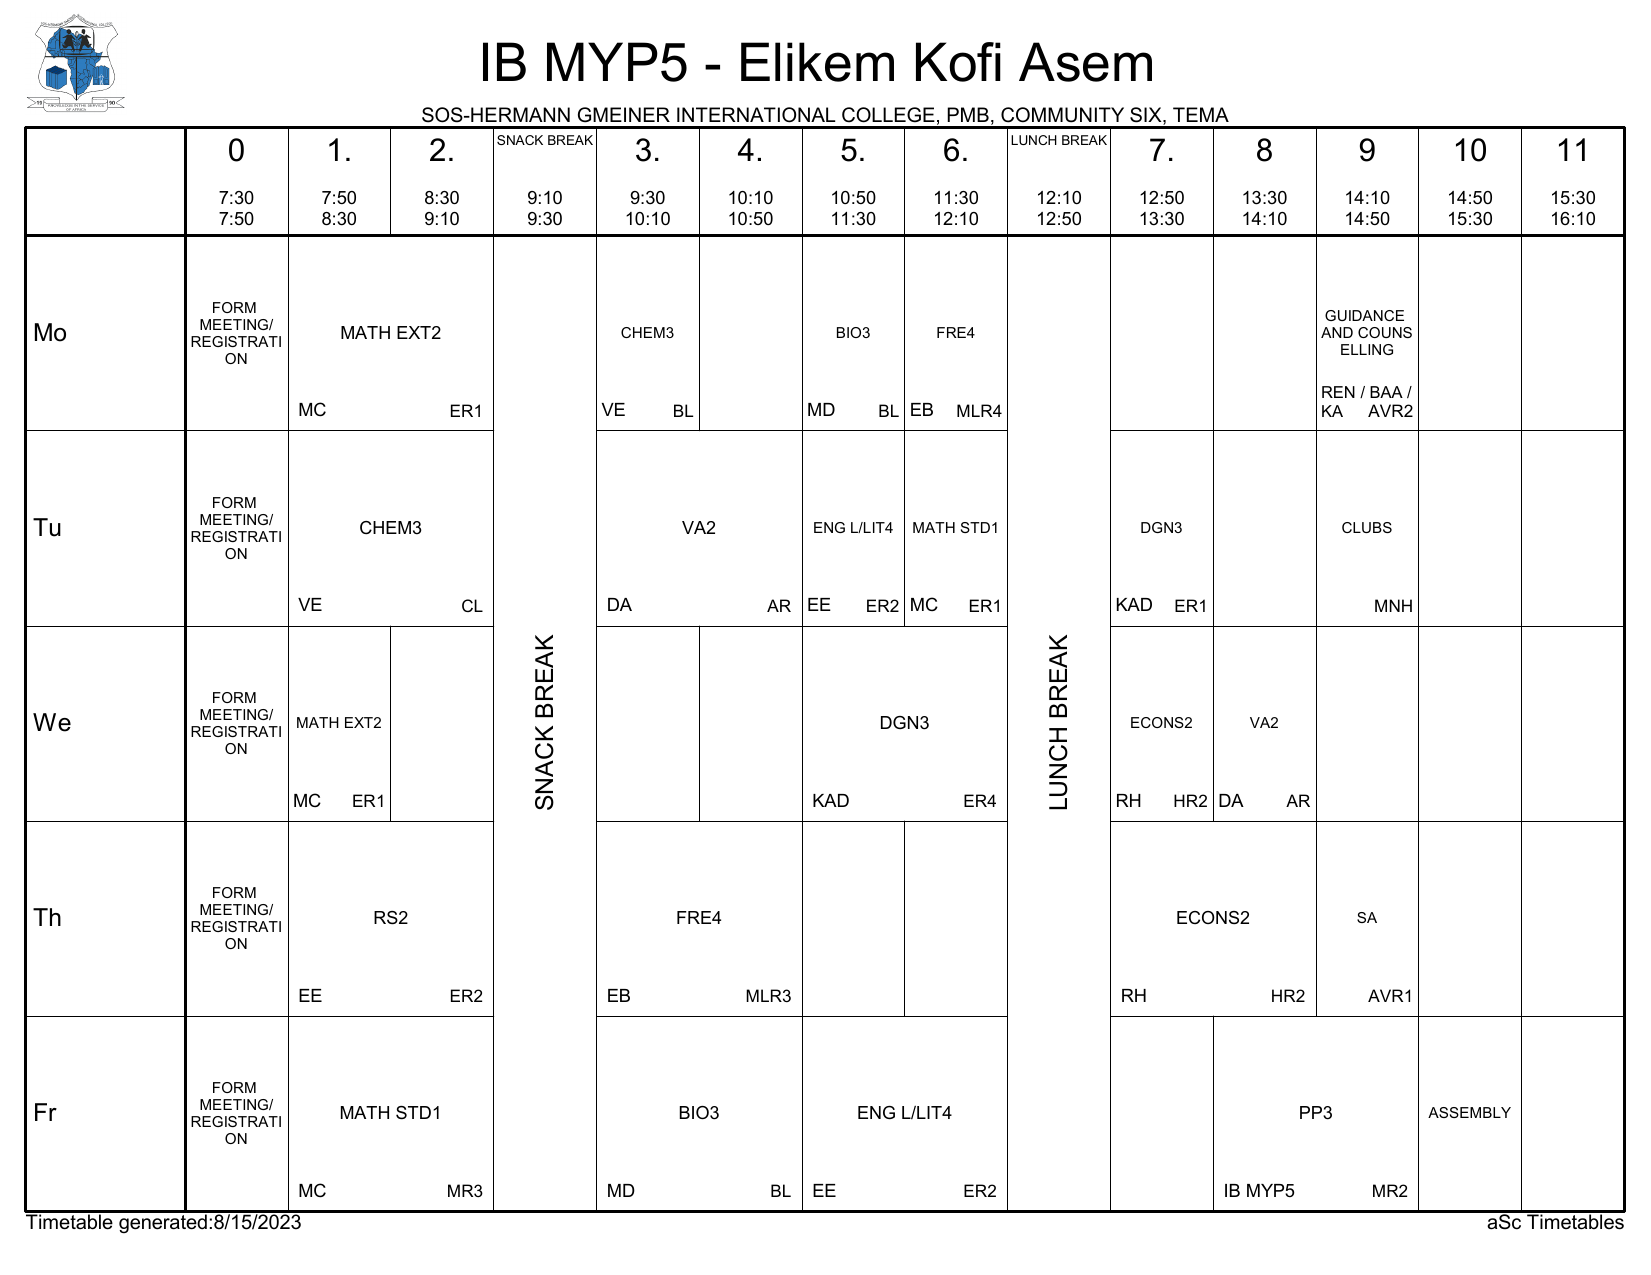 IB MYP5 - Elikem Kofi Asem
SOS-HERMANN GMEINER INTERNATIONAL COLLEGE, PMB, COMMUNITY SIX, TEMA
0 1. 2. SNACK BREAK 3. 4. 5. 6. LUNCH BREAK 7. 8 9 10 11
7:30 7:50 8:30 9:10 9:30 10:10 10:50 11:30 12:10 12:50 13:30 14:10 14:50 15:30
7:50 8:30 9:10 9:30 10:10 10:50 11:30 12:10 12:50 13:30 14:10 14:50 15:30 16:10
SNACK BREAK
LUNCH BREAK
Mo
FORM
MEETING/
REGISTRATI
ON
MATH EXT2
MC ER1
CHEM3
VE BL
BIO3
MD BL
FRE4
EB MLR4
GUIDANCE
AND COUNS
ELLING
REN / BAA /
KA AVR2
Tu
FORM
MEETING/
REGISTRATI
ON
CHEM3
VE CL
VA2
DA AR
ENG L/LIT4
EE ER2
MATH STD1
MC ER1
DGN3
KAD ER1
CLUBS
MNH
We
FORM
MEETING/
REGISTRATI
ON
MATH EXT2
MC ER1
DGN3
KAD ER4
ECONS2
RH HR2
VA2
DA AR
Th
FORM
MEETING/
REGISTRATI
ON
RS2
EE ER2
FRE4
EB MLR3
ECONS2
RH HR2
SA
AVR1
Fr
FORM
MEETING/
REGISTRATI
ON
MATH STD1
MC MR3
BIO3
MD BL
ENG L/LIT4
EE ER2
PP3
IB MYP5 MR2
ASSEMBLY
Timetable generated:8/15/2023
aSc Timetables